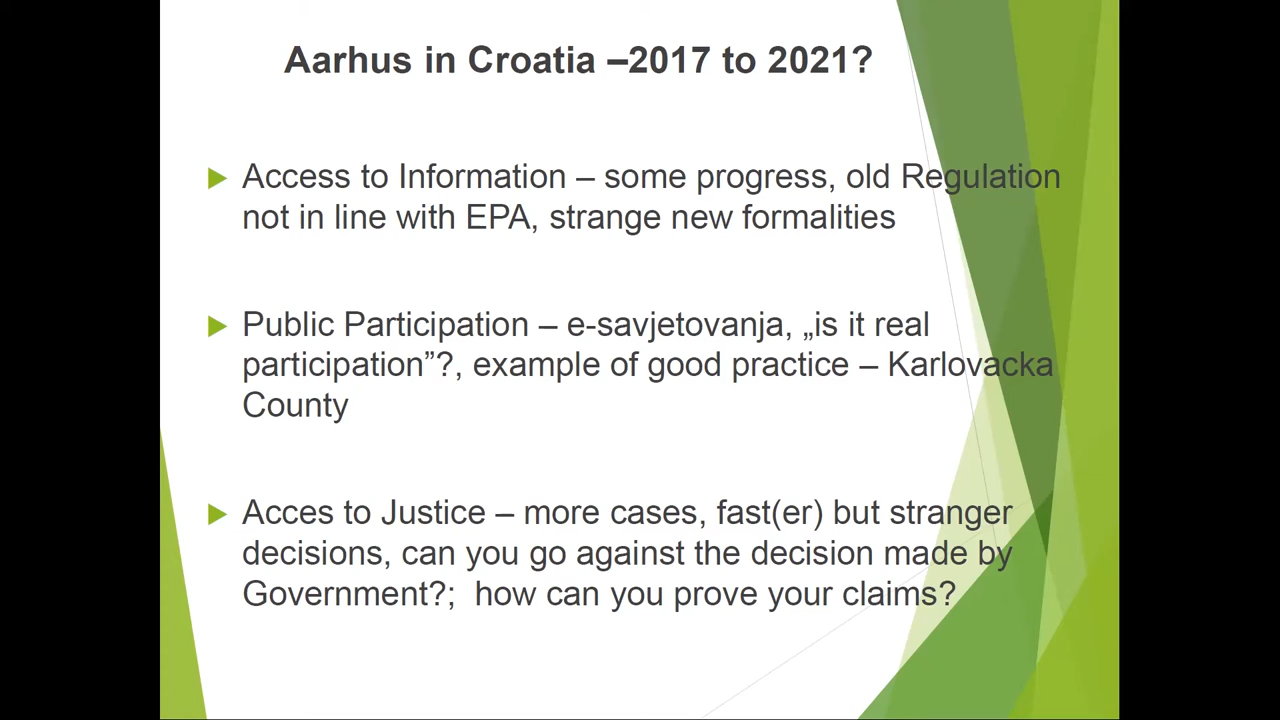 Aarhus in Croatia –2017 to 2021?
Access to Information – some progress, old Regulation
not in line with EPA, strange new formalities
Public Participation – e-savjetovanja, „is it real
participation”?, example of good practice – Karlovacka
County
Acces to Justice – more cases, fast(er) but stranger
decisions, can you go against the decision made by
Government?;  how can you prove your claims?